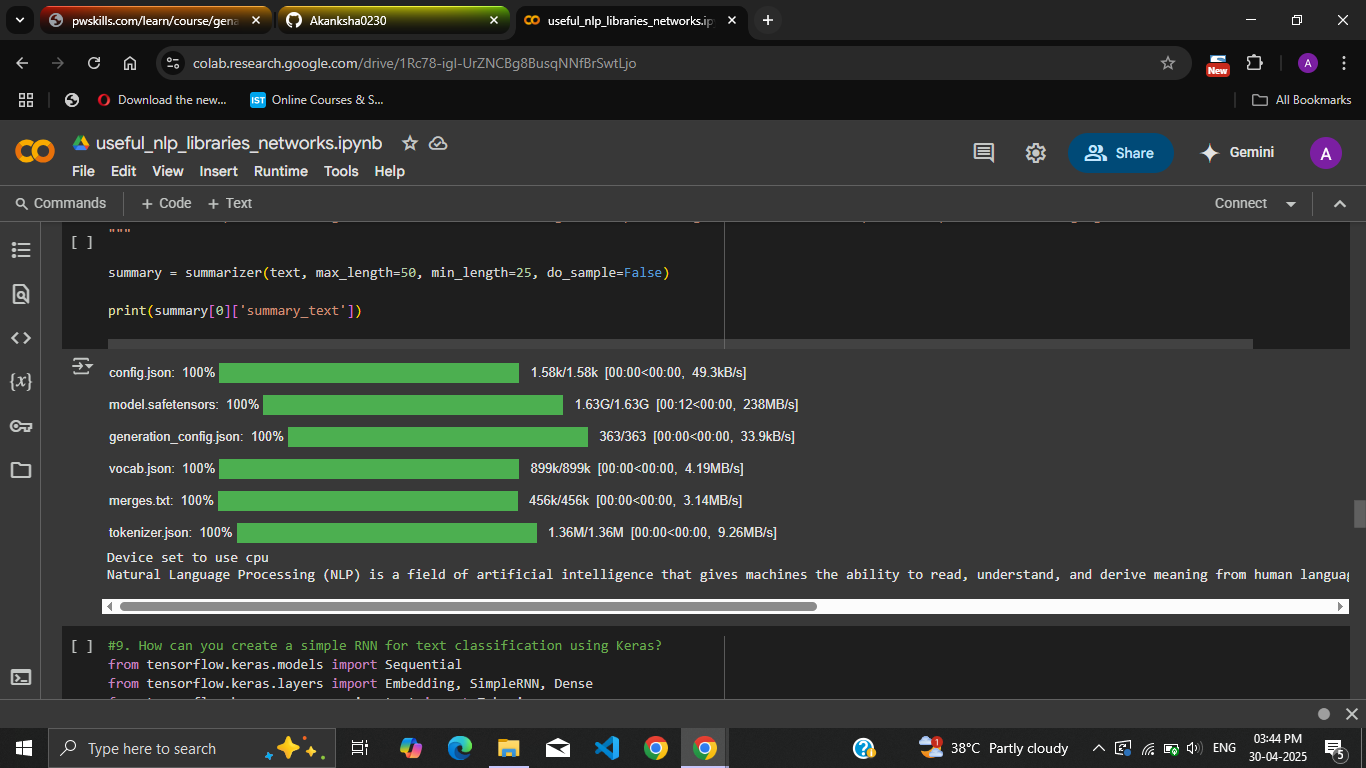 pwskills.com/learn/course/gena
Akanksha0230
useful_nlp_libraries_networks.ip
colab.research.google.com/drive/1Rc78-igI-UrZNCBg8BusqNNfBrSwtLjo
New
A
Download the new...
IST
Online Courses & S...
All Bookmarks
useful_nlp_libraries_networks.ipynb
File Edit View Insert Runtime Tools Help
Share
Gemini
A
Commands + Code + Text
Connect
"""
[ ]
summary = summarizer(text, max_length=50, min_length=25, do_sample=False)
print(summary[0]['summary_text'])
config.json: 100% 1.58k/1.58k [00:00<00:00, 49.3kB/s]
model.safetensors: 100% 1.63G/1.63G [00:12<00:00, 238MB/s]
generation_config.json: 100% 363/363 [00:00<00:00, 33.9kB/s]
vocab.json: 100% 899k/899k [00:00<00:00, 4.19MB/s]
merges.txt: 100% 456k/456k [00:00<00:00, 3.14MB/s]
tokenizer.json: 100% 1.36M/1.36M [00:00<00:00, 9.26MB/s]
Device set to use cpu
Natural Language Processing (NLP) is a field of artificial intelligence that gives machines the ability to read, understand, and derive meaning from human languag
[ ] #9. How can you create a simple RNN for text classification using Keras?
from tensorflow.keras.models import Sequential
from tensorflow.keras.layers import Embedding, SimpleRNN, Dense
Type here to search
38°C Partly cloudy
ENG
03:44 PM
30-04-2025
5